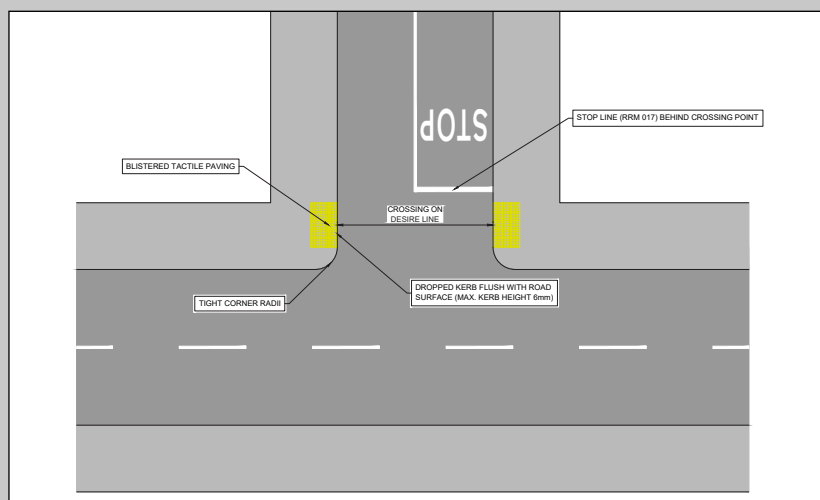 STOP
STOP LINE (RRM 017) BEHIND CROSSING POINT
BLISTERED TACTILE PAVING
CROSSING ON
DESIRE LINE
DROPPED KERB FLUSH WITH ROAD
SURFACE (MAX. KERB HEIGHT 6mm)
TIGHT CORNER RADII